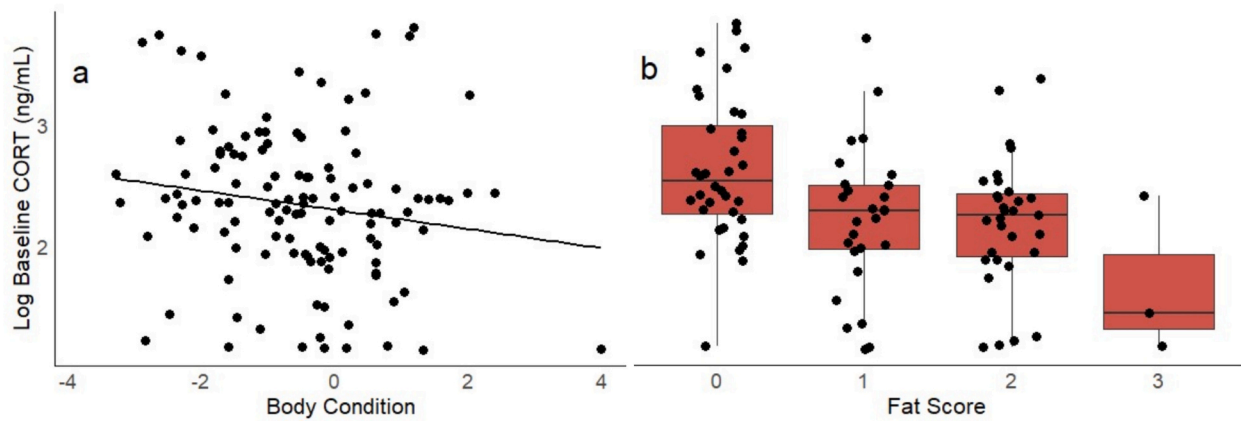 a
b
Log Baseline CORT (ng/mL)
3
2
-4 -2 0 2 4
0 1 2 3
Body Condition
Fat Score